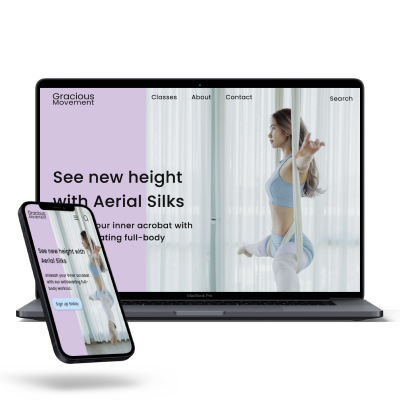 Gracious
Movement
Classes
About
Contact
Search
See new height
with Aerial Silks
our inner acrobat with
ating full-body
MacBook Pro
Gracious
Movement
See new height with
Aerial Silks
Unleash your inner acrobat
with our exhilarating full-
body workout.
Sign up today